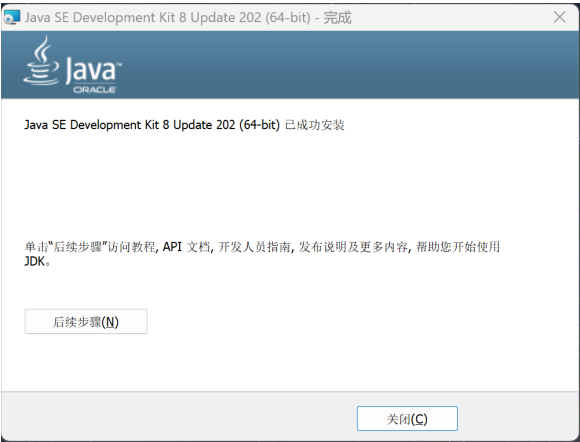 Java SE Development Kit 8 Update 202 (64-bit) - 完成
Java™
ORACLE
Java SE Development Kit 8 Update 202 (64-bit) 已成功安装
单击“后续步骤”访问教程, API 文档, 开发人员指南, 发布说明及更多内容, 帮助您开始使用
JDK。
后续步骤(N)
关闭(C)